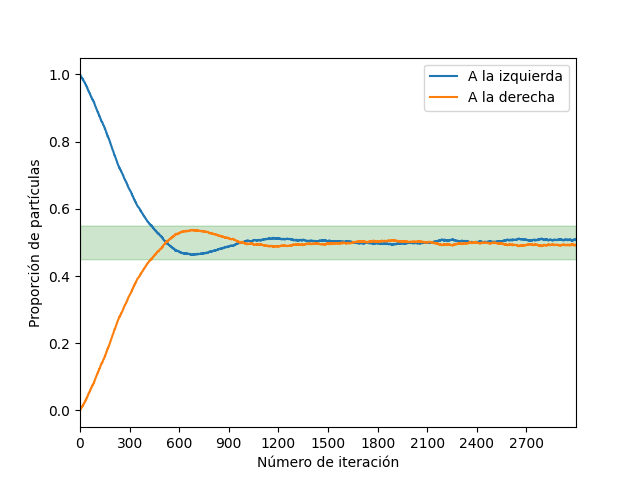 A la izquierda
A la derecha
1.0
0.8
0.6
0.4
0.2
0.0
Proporción de partículas
0 300 600 900 1200 1500 1800 2100 2400 2700
Número de iteración